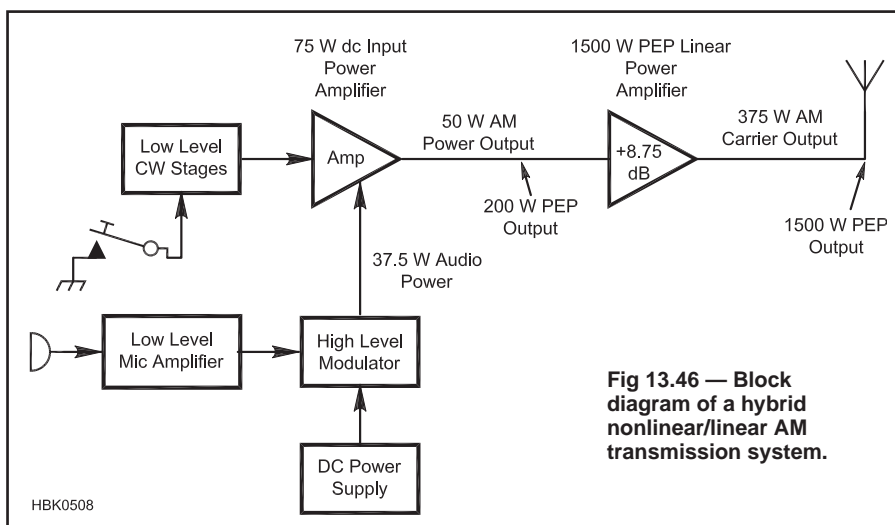 75 W dc Input
Power
Amplifier
1500 W PEP Linear
Power
Amplifier
Low Level
CW Stages
Amp
50 W AM
Power Output
200 W PEP
Output
+8.75
dB
375 W AM
Carrier Output
1500 W PEP
Output
37.5 W Audio
Power
Low Level
Mic Amplifier
High Level
Modulator
DC Power
Supply
Fig 13.46 — Block
diagram of a hybrid
nonlinear/linear AM
transmission system.
HBK0508